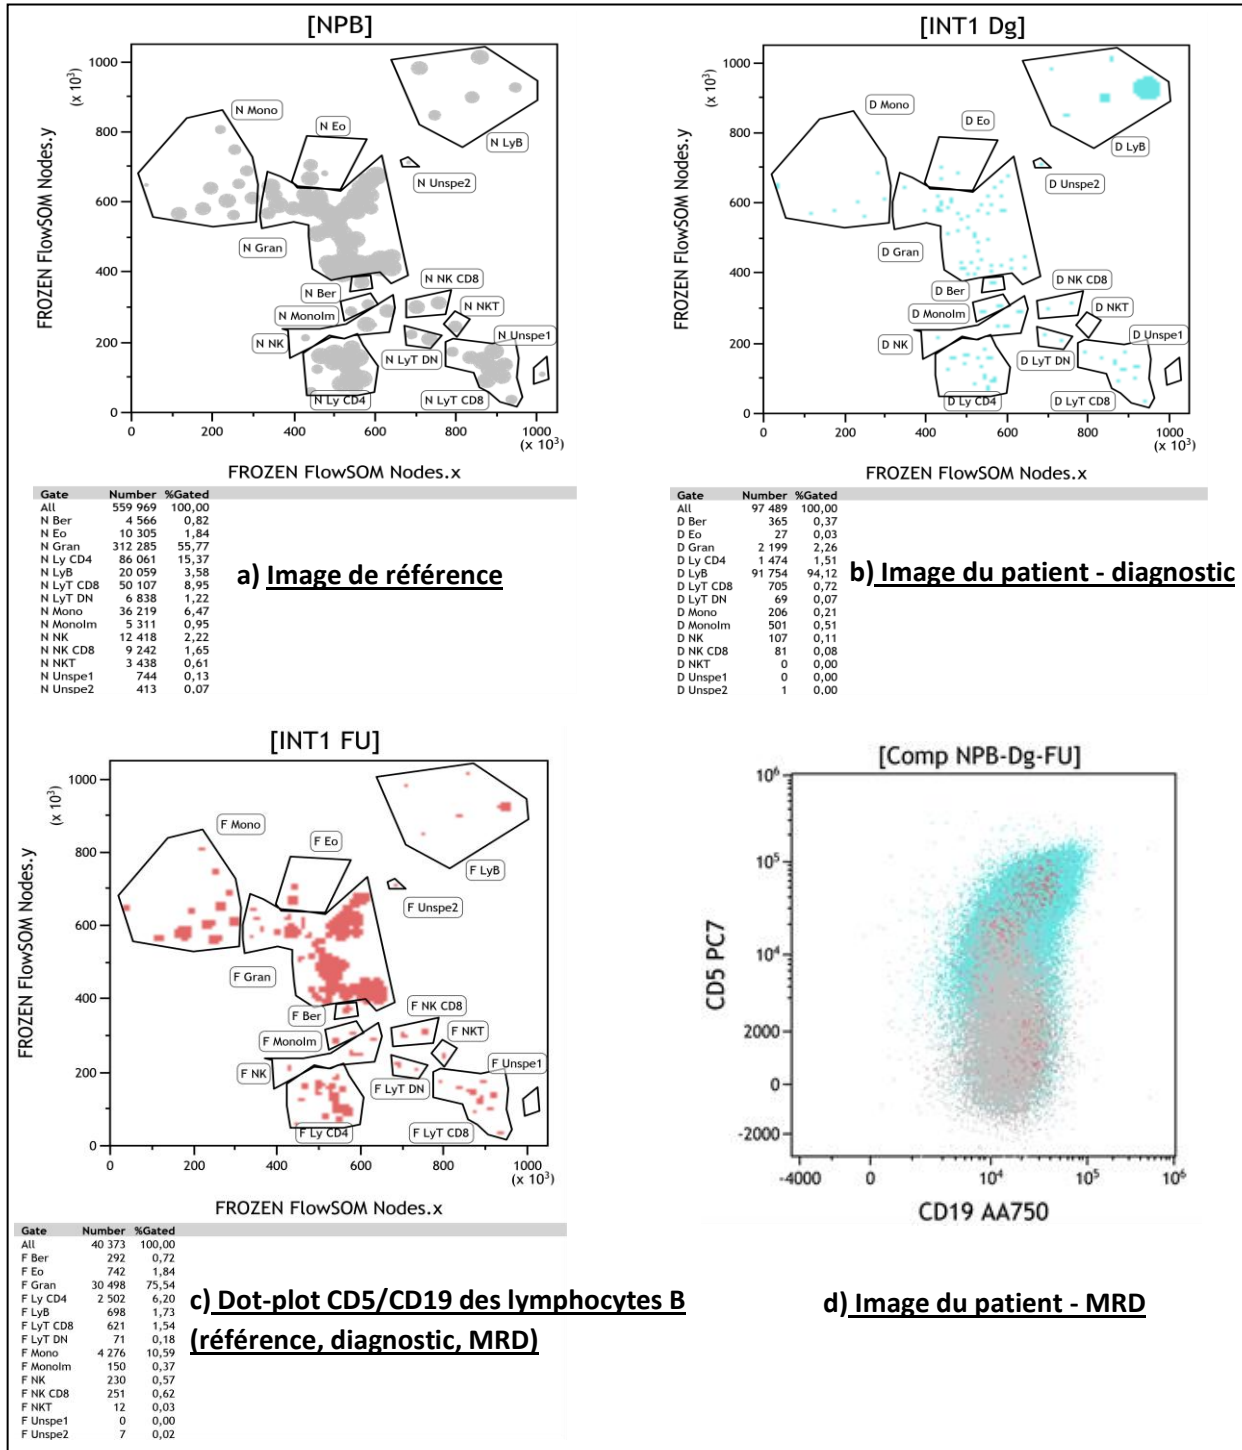 [NPB]
(x 10³)
FROZEN FlowSOM Nodes.y
1000
800
600
400
200
0
N Mono
N Eo
N LyB
N Unspe2
N Gran
N Ber
N NK CD8
N MonoIm
N NKT
N NK
N Unspe1
N LyT DN
N Ly CD4
N LyT CD8
0 200 400 600 800 1000
(x 10³)
FROZEN FlowSOM Nodes.x
Gate Number %Gated
All 559 969 100,00
N Ber 4 566 0,82
N Eo 10 305 1,84
N Gran 312 285 55,77
N Ly CD4 86 061 15,37
N LyB 20 059 3,58
N LyT CD8 50 107 8,95
N LyT DN 6 838 1,22
N Mono 36 219 6,47
N MonoIm 5 311 0,95
N NK 12 418 2,22
N NK CD8 9 242 1,65
N NKT 3 438 0,61
N Unspe1 744 0,13
N Unspe2 413 0,07
a) Image de référence
[INT1 Dg]
(x 10³)
FROZEN FlowSOM Nodes.y
1000
800
600
400
200
0
D Mono
D Eo
D LyB
D Unspe2
D Gran
D Ber
D NK CD8
D MonoIm
D NKT
D NK
D Unspe1
D LyT DN
D Ly CD4
D LyT CD8
0 200 400 600 800 1000
(x 10³)
FROZEN FlowSOM Nodes.x
Gate Number %Gated
All 97 489 100,00
D Ber 365 0,37
D Eo 27 0,03
D Gran 2 199 2,26
D Ly CD4 1 474 1,51
D LyB 91 754 94,12
D LyT CD8 705 0,72
D LyT DN 69 0,07
D Mono 206 0,21
D MonoIm 501 0,51
D NK 107 0,11
D NK CD8 81 0,08
D NKT 0 0,00
D Unspe1 0 0,00
D Unspe2 1 0,00
b) Image du patient - diagnostic
[INT1 FU]
(x 10³)
FROZEN FlowSOM Nodes.y
1000
800
600
400
200
0
F Mono
F Eo
F LyB
F Unspe2
F Gran
F Ber
F NK CD8
F MonoIm
F NKT
F NK
F Unspe1
F LyT DN
F Ly CD4
F LyT CD8
0 200 400 600 800 1000
(x 10³)
FROZEN FlowSOM Nodes.x
Gate Number %Gated
All 40 373 100,00
F Ber 292 0,72
F Eo 742 1,84
F Gran 30 498 75,54
F Ly CD4 2 502 6,20
F LyB 698 1,73
F LyT CD8 621 1,54
F LyT DN 71 0,18
F Mono 4 276 10,59
F MonoIm 150 0,37
F NK 230 0,57
F NK CD8 251 0,62
F NKT 12 0,03
F Unspe1 0 0,00
F Unspe2 7 0,02
c) Dot-plot CD5/CD19 des lymphocytes B
(référence, diagnostic, MRD)
[Comp NPB-Dg-FU]
CD5 PC7
10⁶
10⁵
10⁴
2000
0
-2000
-4000 0 10⁴ 10⁵ 10⁶
CD19 AA750
d) Image du patient - MRD